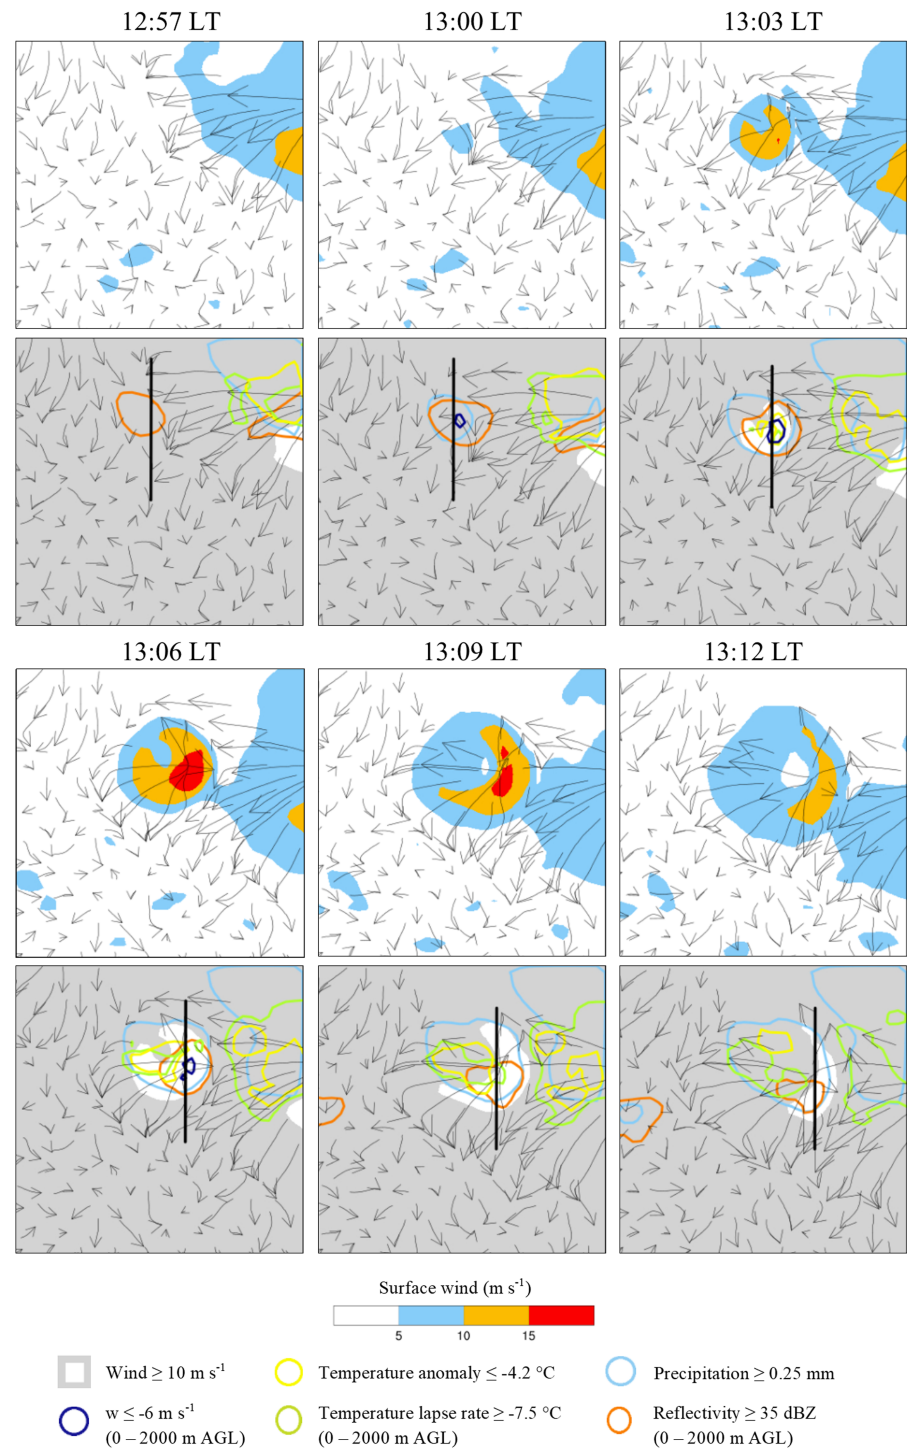 12:57 LT
13:00 LT
13:03 LT
13:06 LT
13:09 LT
13:12 LT
Surface wind (m s⁻¹)
5 10 15
Wind ≥ 10 m s⁻¹
Temperature anomaly ≤ -4.2 °C
Precipitation ≥ 0.25 mm
w ≤ -6 m s⁻¹
(0 – 2000 m AGL)
Temperature lapse rate ≥ -7.5 °C
(0 – 2000 m AGL)
Reflectivity ≥ 35 dBZ
(0 – 2000 m AGL)